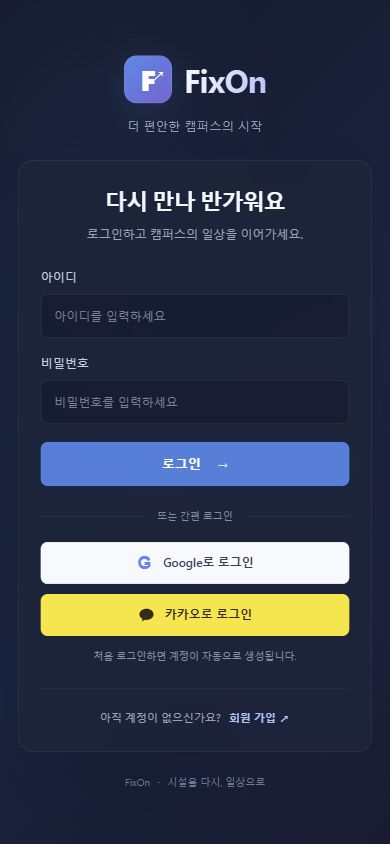 F FixOn
더 편안한 캠퍼스의 시작
다시 만나 반가워요
로그인하고 캠퍼스의 일상을 이어가세요.
아이디
아이디를 입력하세요
비밀번호
비밀번호를 입력하세요
로그인 →
또는 간편 로그인
G Google로 로그인
카카오로 로그인
처음 로그인하면 계정이 자동으로 생성됩니다.
아직 계정이 없으신가요? 회원 가입 ↗
FixOn · 시설을 다시, 일상으로